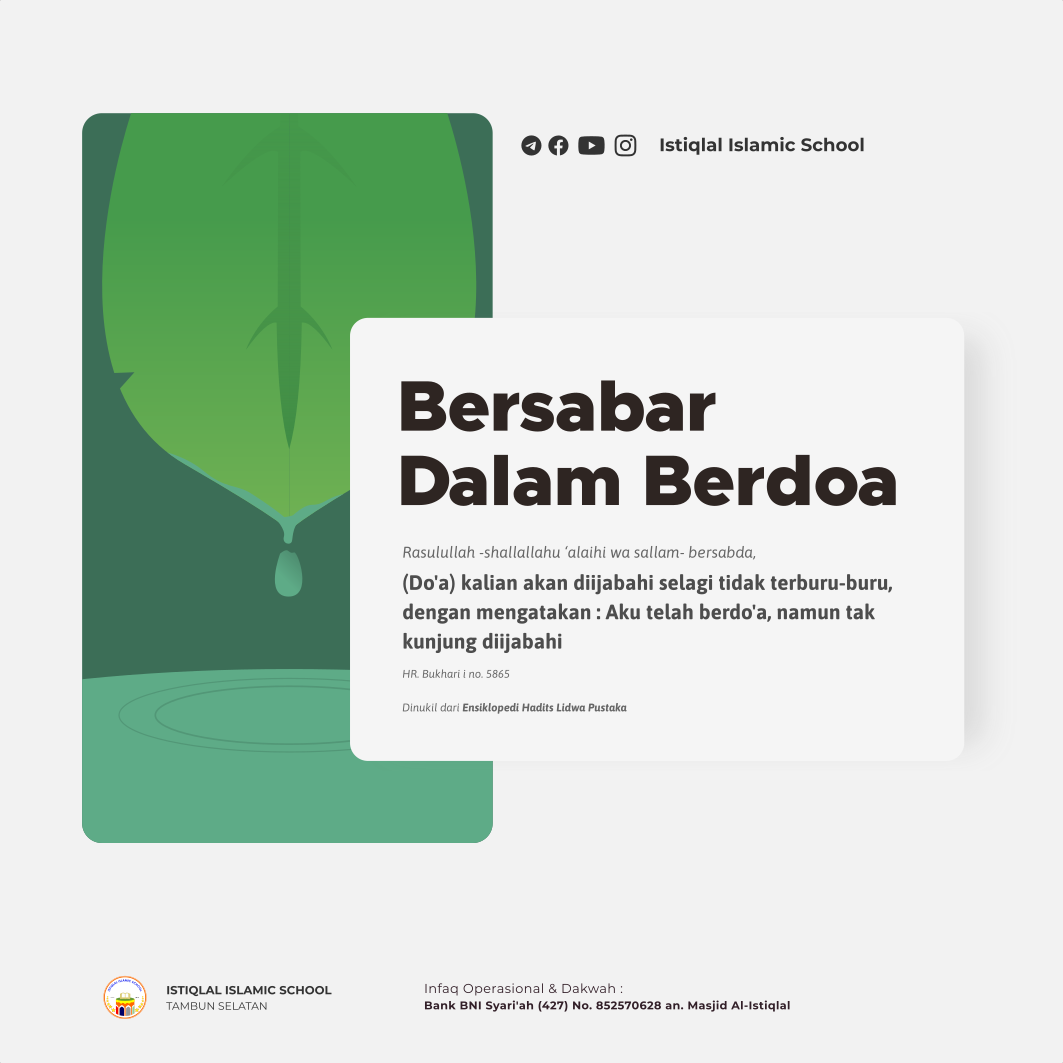 Istiqlal Islamic School
Bersabar
Dalam Berdoa
Rasulullah -shallallahu ‘alaihi wa sallam- bersabda,
(Do'a) kalian akan diijabahi selagi tidak terburu-buru,
dengan mengatakan : Aku telah berdo'a, namun tak
kunjung diijabahi
HR. Bukhari i no. 5865
Dinukil dari Ensiklopedi Hadits Lidwa Pustaka
ISTIQLAL ISLAMIC SCHOOL
TAMBUN SELATAN
Infaq Operasional & Dakwah :
Bank BNI Syari'ah (427) No. 852570628 an. Masjid Al-Istiqlal